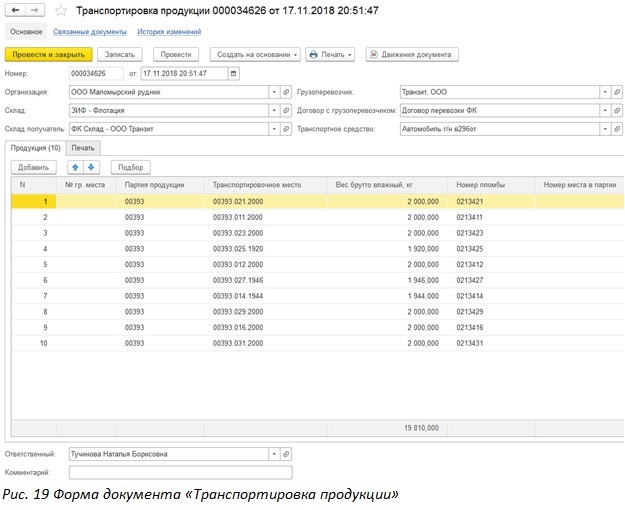 Транспортировка продукции 000034626 от 17.11.2018 20:51:47
Основное Связанные документы История изменений
Провести и закрыть Записать Провести Создать на основании Печать Движения документа
Номер: 000034626 от: 17.11.2018 20:51:47
Организация: ООО Маломырский рудник Грузоперевозчик: Транзит, ООО
Склад: ЗИФ - Флотация Договор с грузоперевозчиком: Договор перевозки ФК
Склад получатель: ФК Склад - ООО Транзит Транспортное средство: Автомобиль г/н в296от
Продукция (10) Печать
Добавить Подбор
N № гр. места Партия продукции Транспортировочное место Вес брутто влажный, кг Номер пломбы Номер места в партии
1 00393 00393.021.2000 2 000,000 0213421
2 00393 00393.011.2000 2 000,000 0213411
3 00393 00393.023.2000 2 000,000 0213423
4 00393 00393.025.1920 1 920,000 0213425
5 00393 00393.012.2000 2 000,000 0213412
6 00393 00393.027.1946 1 946,000 0213427
7 00393 00393.014.1944 1 944,000 0213414
8 00393 00393.029.2000 2 000,000 0213429
9 00393 00393.016.2000 2 000,000 0213416
10 00393 00393.031.2000 2 000,000 0213431
19 810,000
Ответственный: Тучинова Наталья Борисовна
Комментарий:
Рис. 19 Форма документа «Транспортировка продукции»